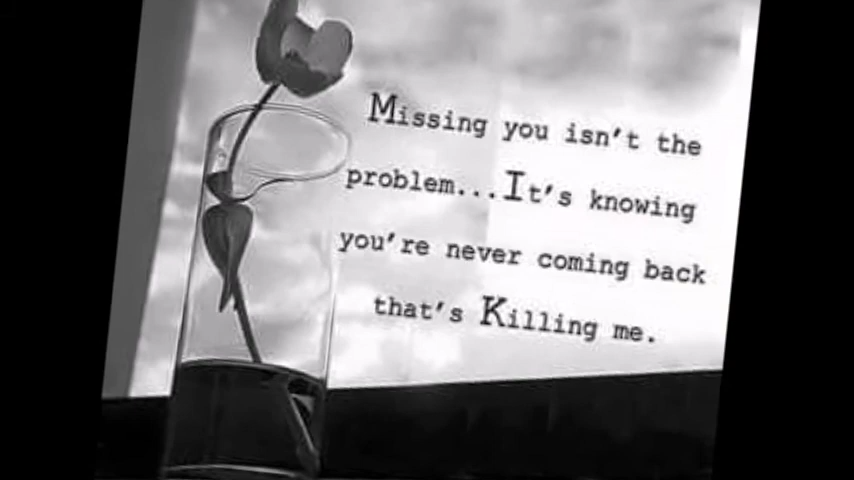 Missing you isn't the
problem...It's knowing
you're never coming back
that's Killing me.